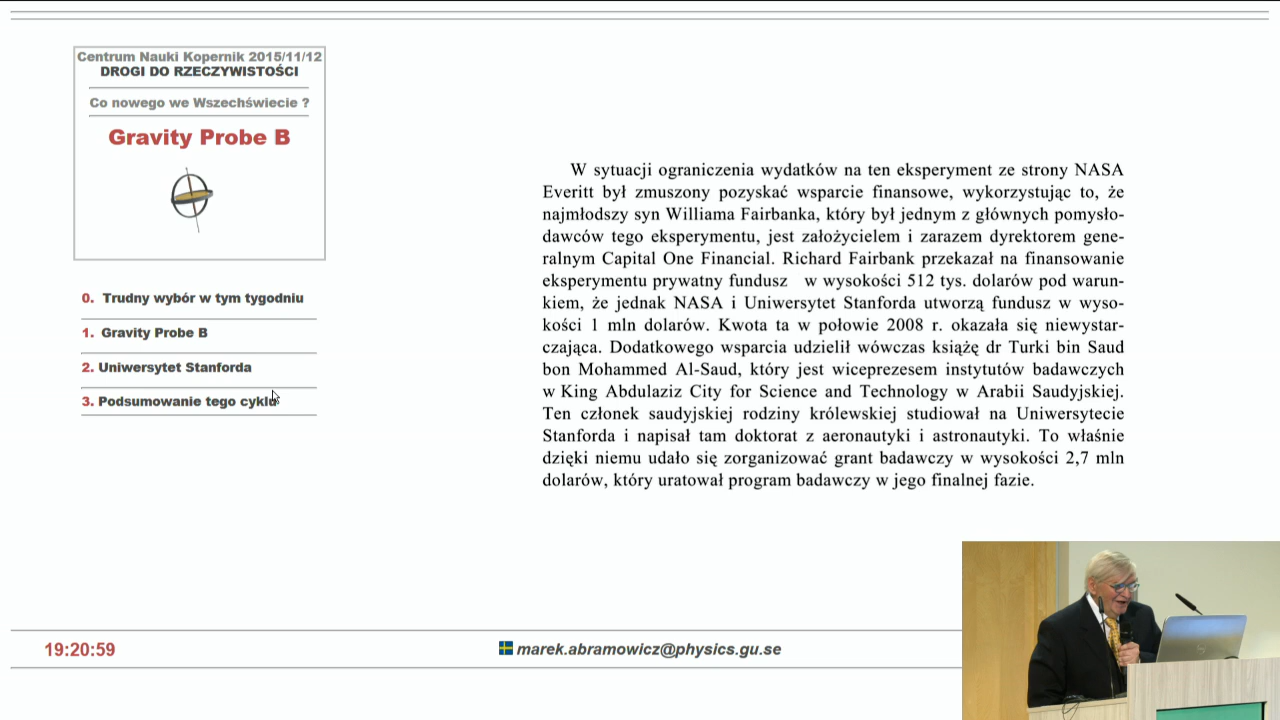 Centrum Nauki Kopernik 2015/11/12
DROGI DO RZECZYWISTOŚCI
Co nowego we Wszechświecie ?
Gravity Probe B
0. Trudny wybór w tym tygodniu
1. Gravity Probe B
2. Uniwersytet Stanforda
3. Podsumowanie tego cyklu
W sytuacji ograniczenia wydatków na ten eksperyment ze strony NASA
Everitt był zmuszony pozyskać wsparcie finansowe, wykorzystując to, że
najmłodszy syn Williama Fairbanka, który był jednym z głównych pomysło-
dawców tego eksperymentu, jest założycielem i zarazem dyrektorem gene-
ralnym Capital One Financial. Richard Fairbank przekazał na finansowanie
eksperymentu prywatny fundusz w wysokości 512 tys. dolarów pod warun-
kiem, że jednak NASA i Uniwersytet Stanforda utworzą fundusz w wyso-
kości 1 mln dolarów. Kwota ta w połowie 2008 r. okazała się niewystar-
czająca. Dodatkowego wsparcia udzielił wówczas książę dr Turki bin Saud
bon Mohammed Al-Saud, który jest wiceprezesem instytutów badawczych
w King Abdulaziz City for Science and Technology w Arabii Saudyjskiej.
Ten członek saudyjskiej rodziny królewskiej studiował na Uniwersytecie
Stanforda i napisał tam doktorat z aeronautyki i astronautyki. To właśnie
dzięki niemu udało się zorganizować grant badawczy w wysokości 2,7 mln
dolarów, który uratował program badawczy w jego finalnej fazie.
19:20:59
marek.abramowicz@physics.gu.se